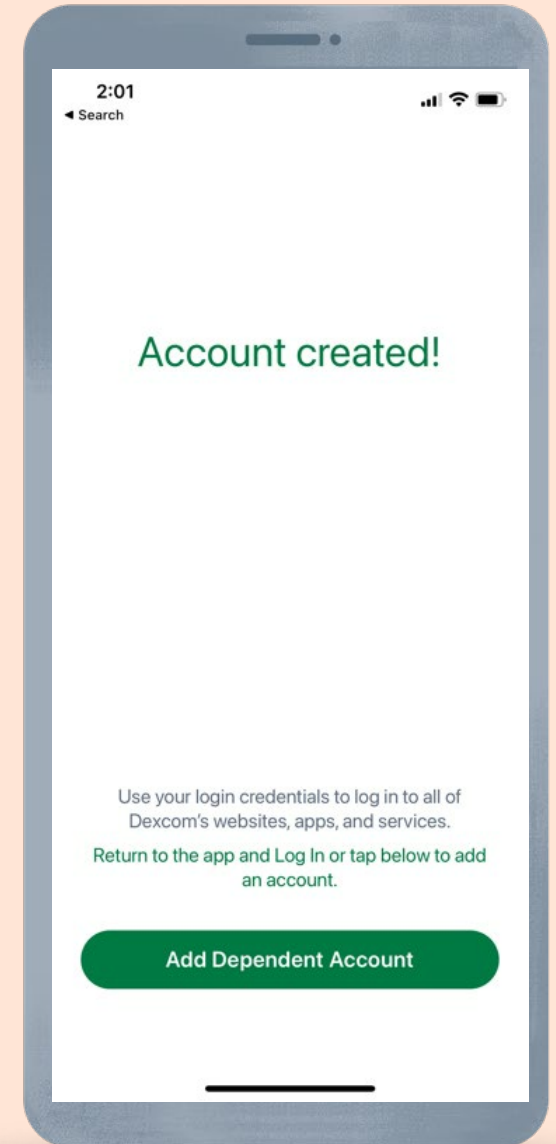 2:01
◀ Search
Account created!
Use your login credentials to log in to all of
Dexcom's websites, apps, and services.
Return to the app and Log In or tap below to add
an account.
Add Dependent Account